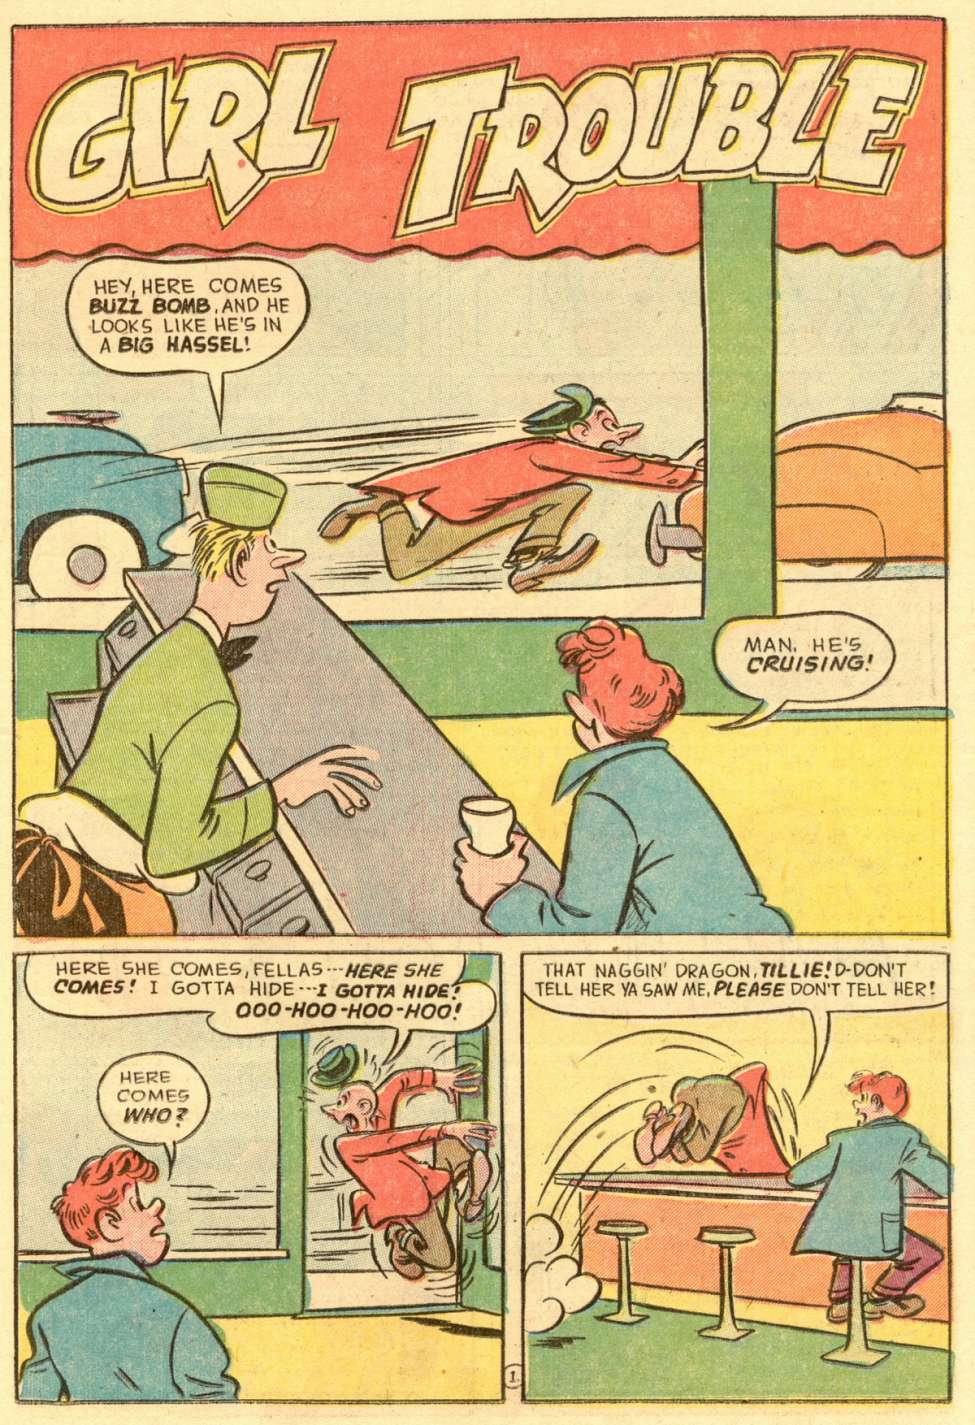 GIRL TROUBLE
HEY, HERE COMES
BUZZ BOMB, AND HE
LOOKS LIKE HE'S IN
A BIG HASSEL!
MAN, HE'S
CRUISING!
HERE SHE COMES, FELLAS---HERE SHE
COMES! I GOTTA HIDE---I GOTTA HIDE!
OOO-HOO-HOO-HOO!
HERE
COMES
WHO?
THAT NAGGIN' DRAGON, TILLIE! D-DON'T
TELL HER YA SAW ME, PLEASE DON'T TELL HER!
1.